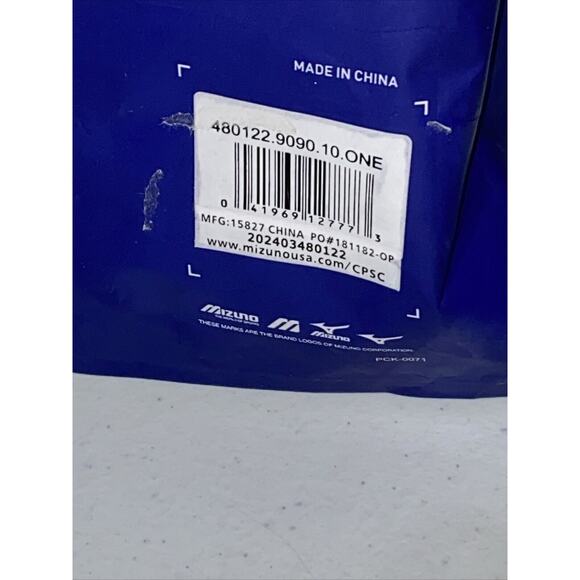 MADE IN CHINA
480122.9090.10.ONE
0 41969 12777 3
MFG:15827 CHINA PO#181182-OP
202403480122
www.mizunousa.com/CPSC
MIZUNO MIZUNO
THESE MARKS ARE THE BRAND LOGOS OF MIZUNO CORPORATION.
PCK-0071